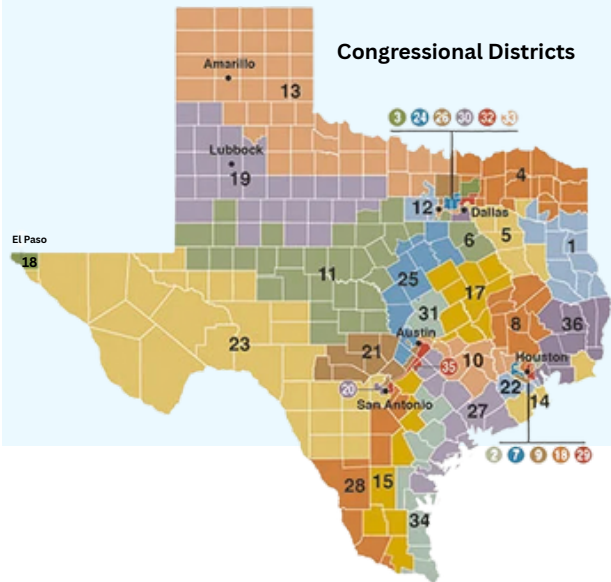 Congressional Districts
Amarillo
13
3 24 26 30 32 33
Lubbock
19
4
12
Dallas
5
6
1
El Paso
18
11
25
17
31
8
36
23
Austin
21
10
Houston
35
22
20
San Antonio
14
27
2 7 9 18 29
28
15
34